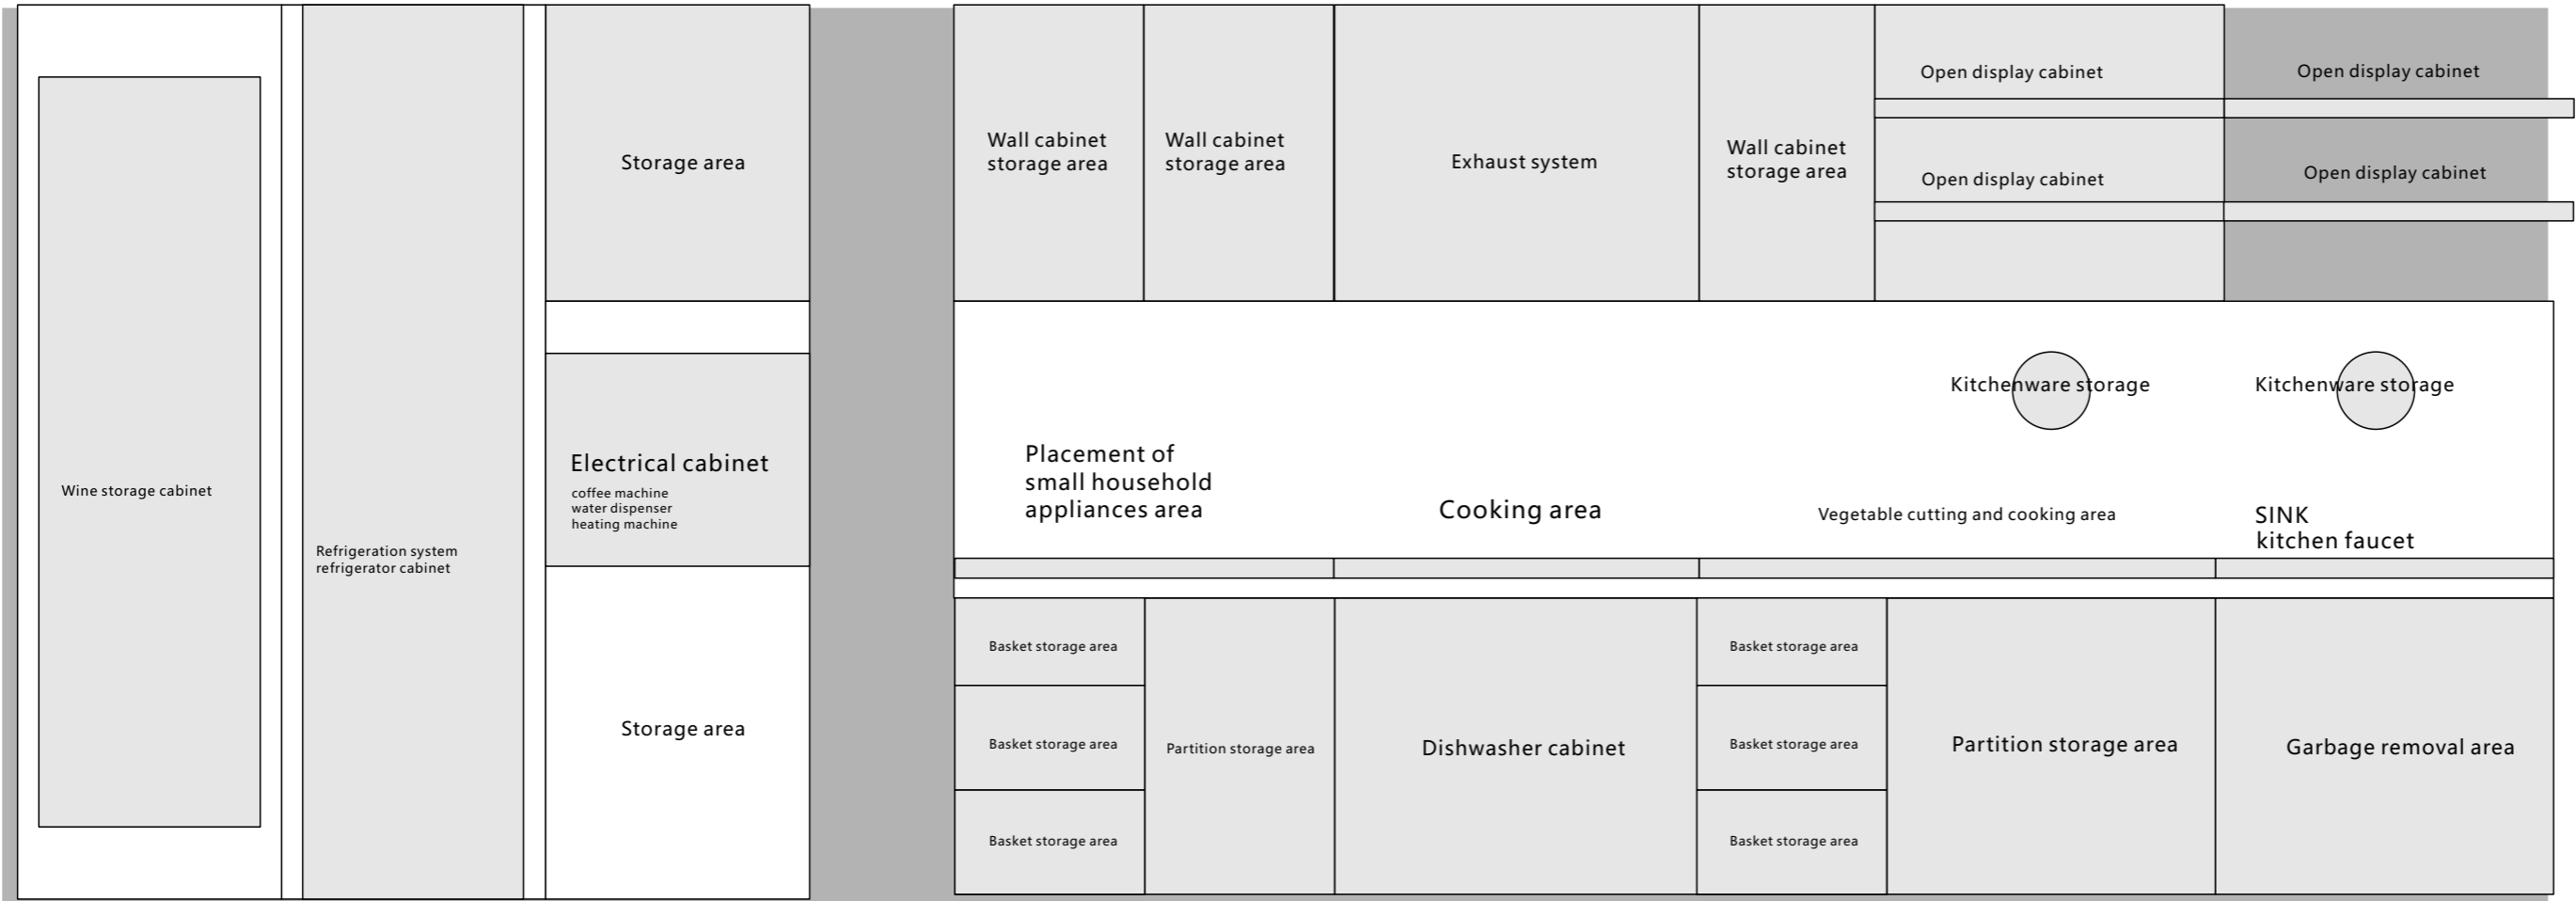 Wine storage cabinet
Refrigeration system
refrigerator cabinet
Storage area
Electrical cabinet
coffee machine
water dispenser
heating machine
Storage area
Wall cabinet
storage area
Wall cabinet
storage area
Exhaust system
Wall cabinet
storage area
Open display cabinet
Open display cabinet
Open display cabinet
Open display cabinet
Placement of
small household
appliances area
Cooking area
Kitchenware storage
Kitchenware storage
Vegetable cutting and cooking area
SINK
kitchen faucet
Basket storage area
Basket storage area
Basket storage area
Partition storage area
Dishwasher cabinet
Basket storage area
Basket storage area
Basket storage area
Partition storage area
Garbage removal area